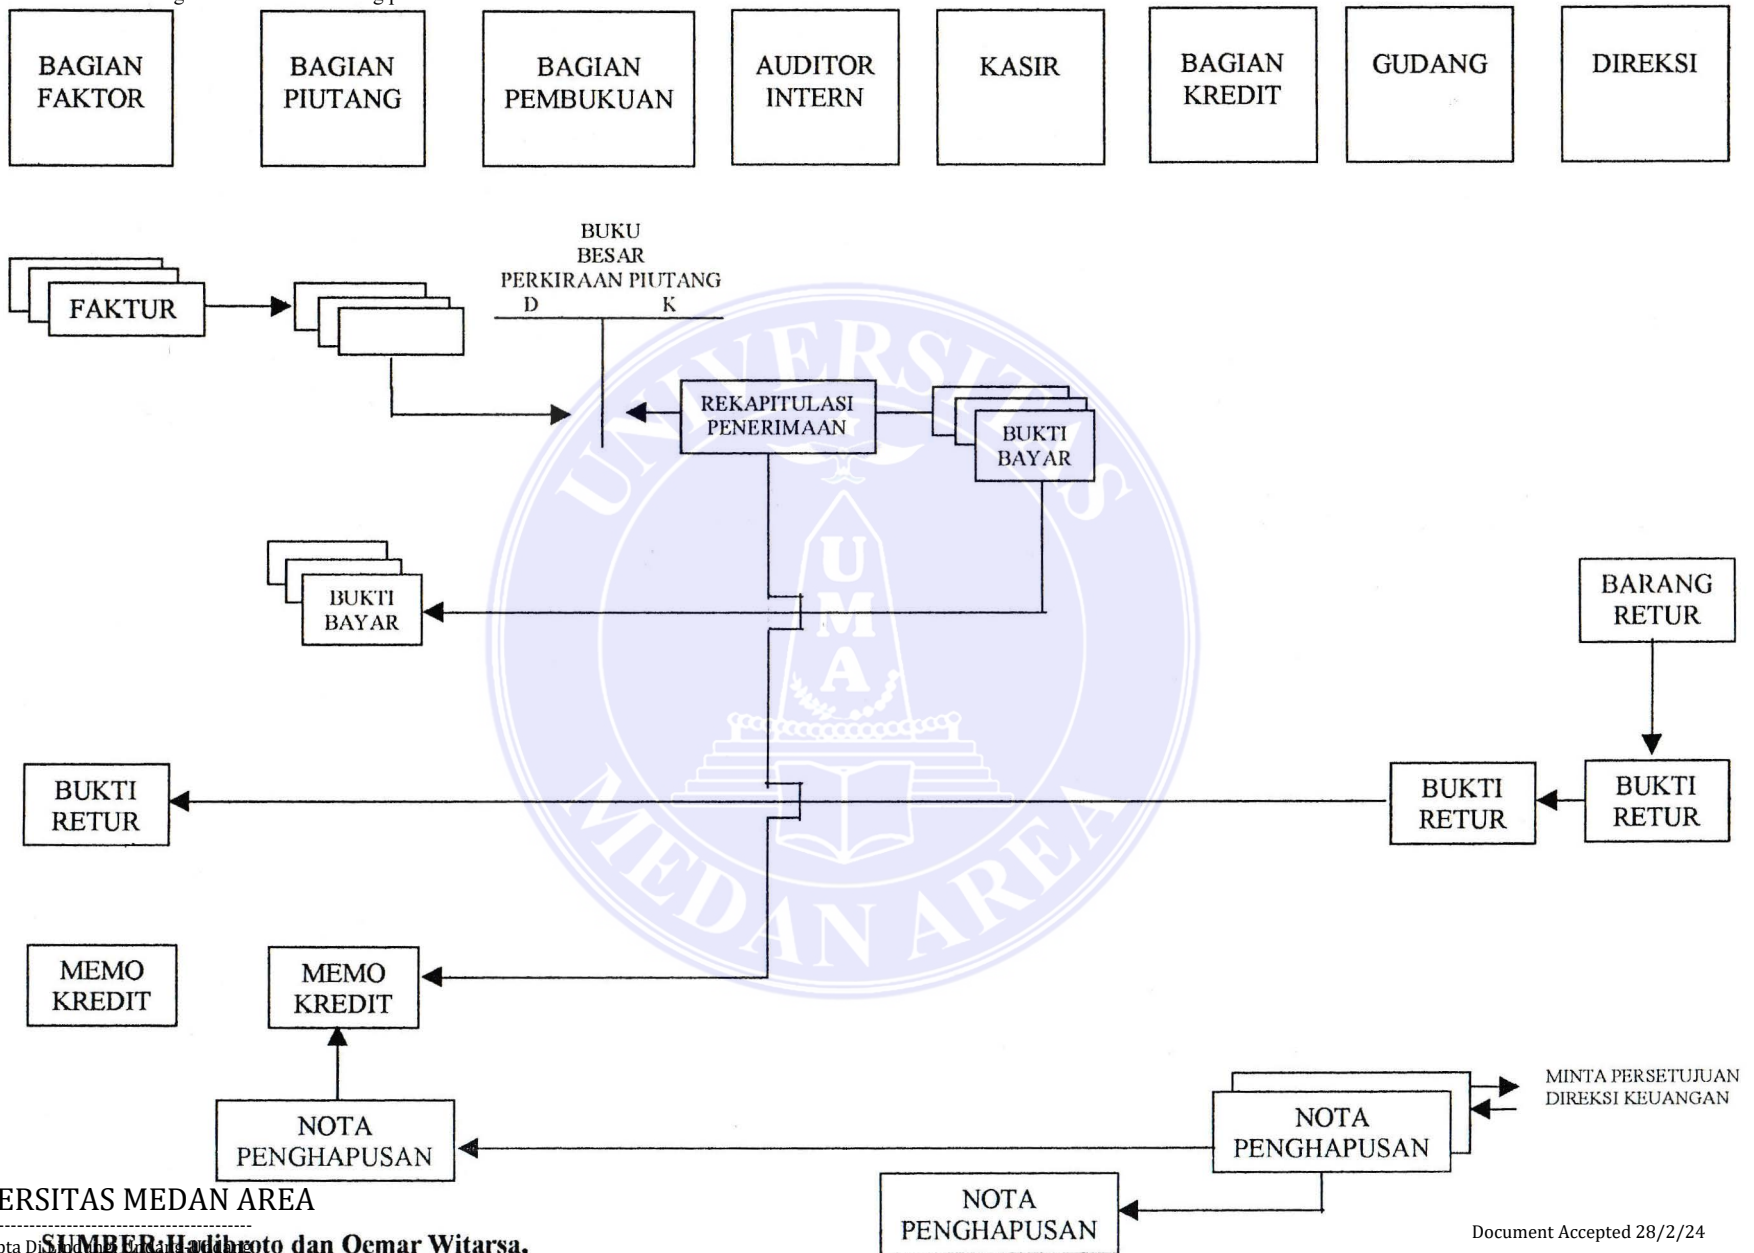 BAGIAN
FAKTOR
BAGIAN
PIUTANG
BAGIAN
PEMBUKUAN
AUDITOR
INTERN
KASIR
BAGIAN
KREDIT
GUDANG
DIREKSI
BUKU
BESAR
PERKIRAAN PIUTANG
D K
FAKTUR
REKAPITULASI
PENERIMAAN
BUKTI
BAYAR
BUKTI
BAYAR
BARANG
RETUR
BUKTI
RETUR
BUKTI
RETUR
BUKTI
RETUR
MEMO
KREDIT
MEMO
KREDIT
NOTA
PENGHAPUSAN
NOTA
PENGHAPUSAN
MINTA PERSETUJUAN
DIREKSI KEUANGAN
NOTA
PENGHAPUSAN
UNIVERSITAS
MEDAN AREA
U
M
A
ERSITAS MEDAN AREA
SUMBER:Hadibroto dan Oemar Witarsa.
Document Accepted 28/2/24